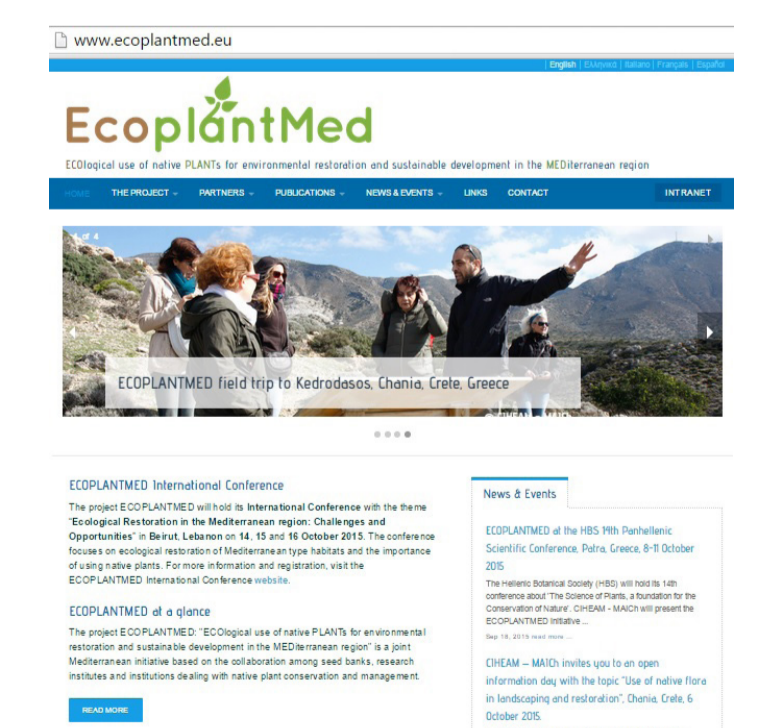 www.ecoplantmed.eu
| English | Ελληνικά | Italiano | Français | Español
EcoplantMed
ECOlogical use of native PLANTs for environmental restoration and sustainable development in the MEDiterranean region
HOME THE PROJECT PARTNERS PUBLICATIONS NEWS & EVENTS LINKS CONTACT INTRANET
4 of 4
ECOPLANTMED field trip to Kedrodasos, Chania, Crete, Greece
© CIHEAM - MAICh
ECOPLANTMED International Conference
The project ECOPLANTMED will hold its International Conference with the theme
"Ecological Restoration in the Mediterranean region: Challenges and
Opportunities" in Beirut, Lebanon on 14, 15 and 16 October 2015. The conference
focuses on ecological restoration of Mediterranean type habitats and the importance
of using native plants. For more information and registration, visit the
ECOPLANTMED International Conference website.
ECOPLANTMED at a glance
The project ECOPLANTMED: "ECOlogical use of native PLANTs for environmental
restoration and sustainable development in the MEDiterranean region" is a joint
Mediterranean initiative based on the collaboration among seed banks, research
institutes and institutions dealing with native plant conservation and management.
READ MORE
News & Events
ECOPLANTMED at the HBS 14th Panhellenic
Scientific Conference, Patra, Greece, 8-11 October
2015
The Hellenic Botanical Society (HBS) will hold its 14th
conference about 'The Science of Plants, a foundation for the
Conservation of Nature'. CIHEAM - MAICh will present the
ECOPLANTMED initiative ...
Sep 18, 2015 read more ...
CIHEAM – MAICh invites you to an open
information day with the topic "Use of native flora
in landscaping and restoration", Chania, Crete, 6
October 2015.